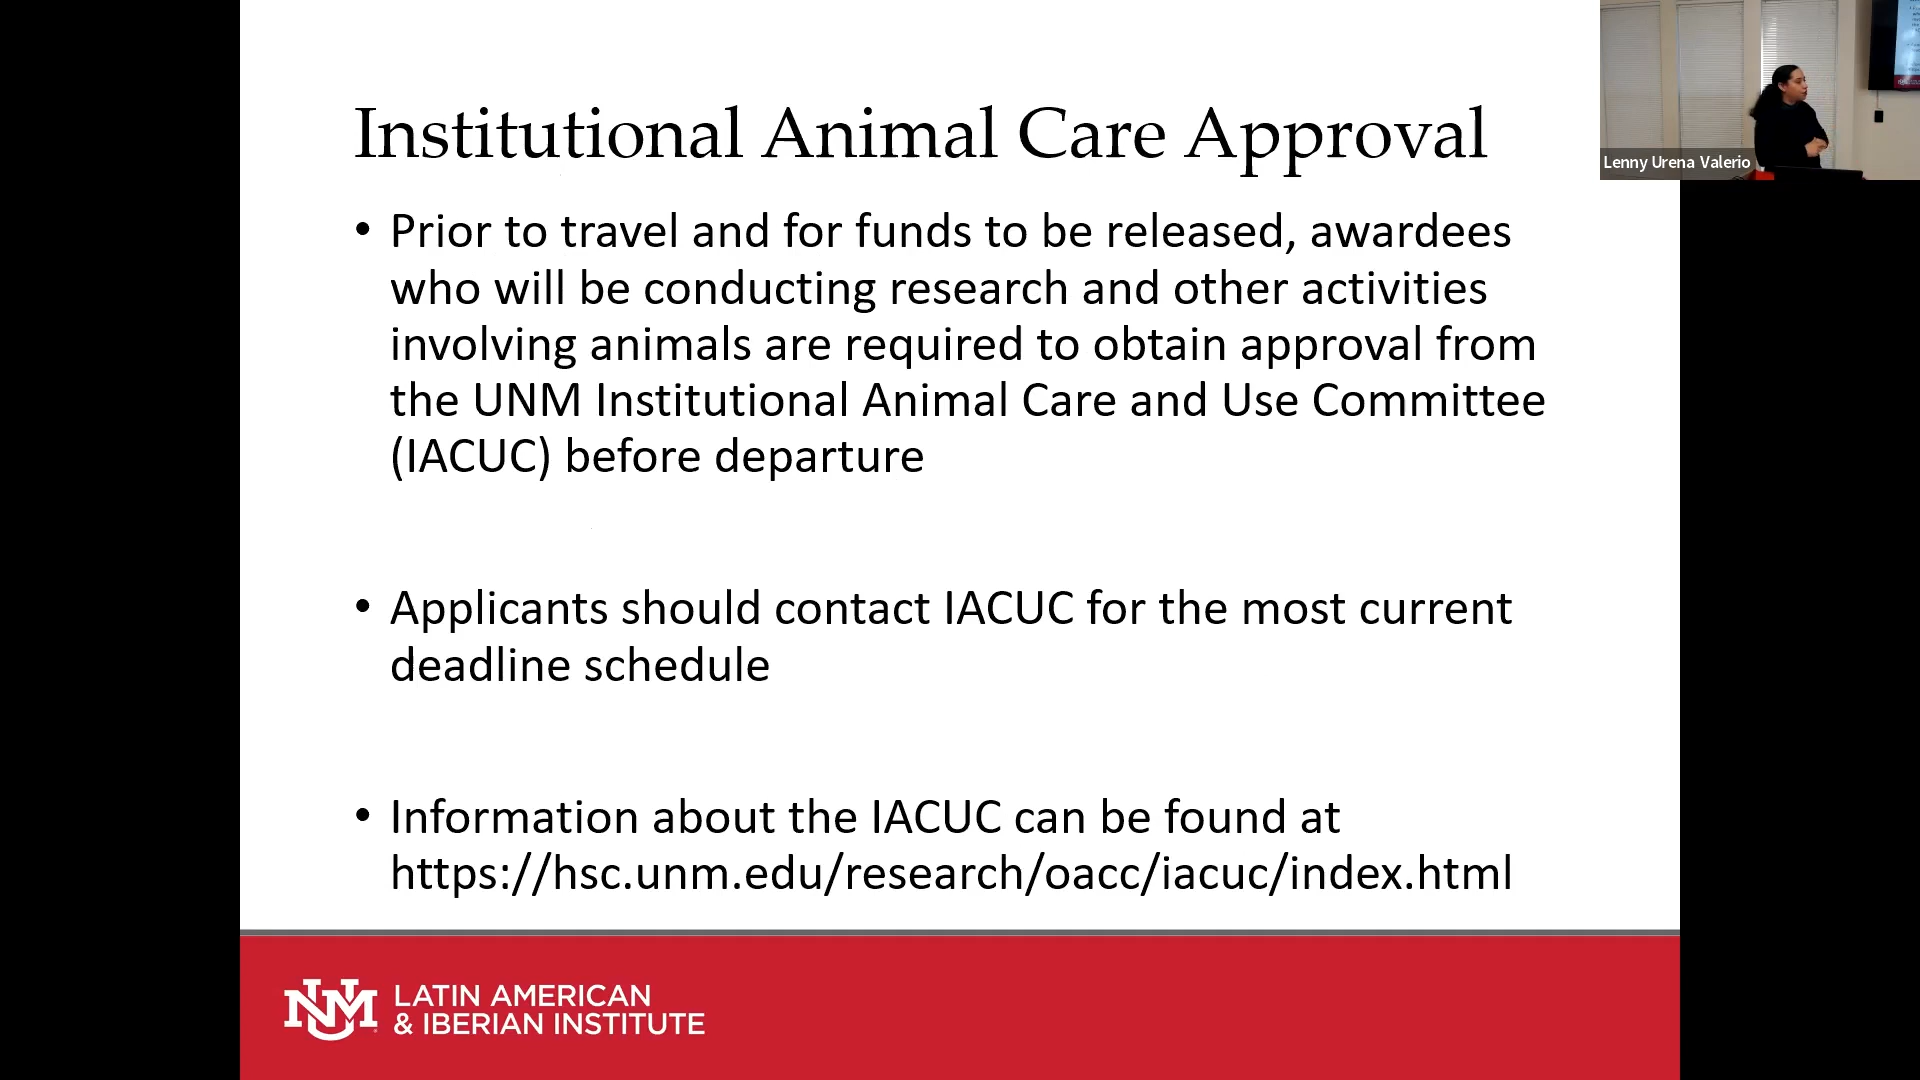 Institutional Animal Care Approval
• Prior to travel and for funds to be released, awardees
who will be conducting research and other activities
involving animals are required to obtain approval from
the UNM Institutional Animal Care and Use Committee
(IACUC) before departure
• Applicants should contact IACUC for the most current
deadline schedule
• Information about the IACUC can be found at
https://hsc.unm.edu/research/oacc/iacuc/index.html
Lenny Urena Valerio
UNM
LATIN AMERICAN
& IBERIAN INSTITUTE